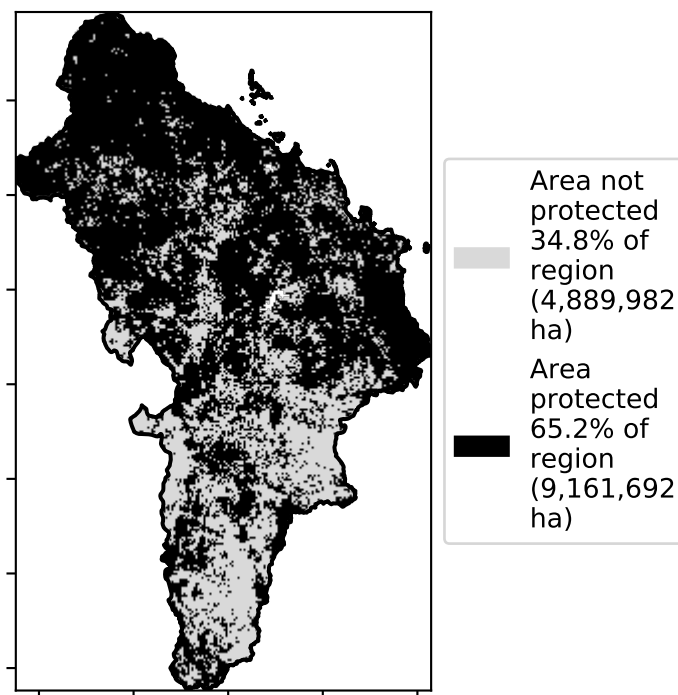 Area not
protected
34.8% of
region
(4,889,982
ha)
Area
protected
65.2% of
region
(9,161,692
ha)